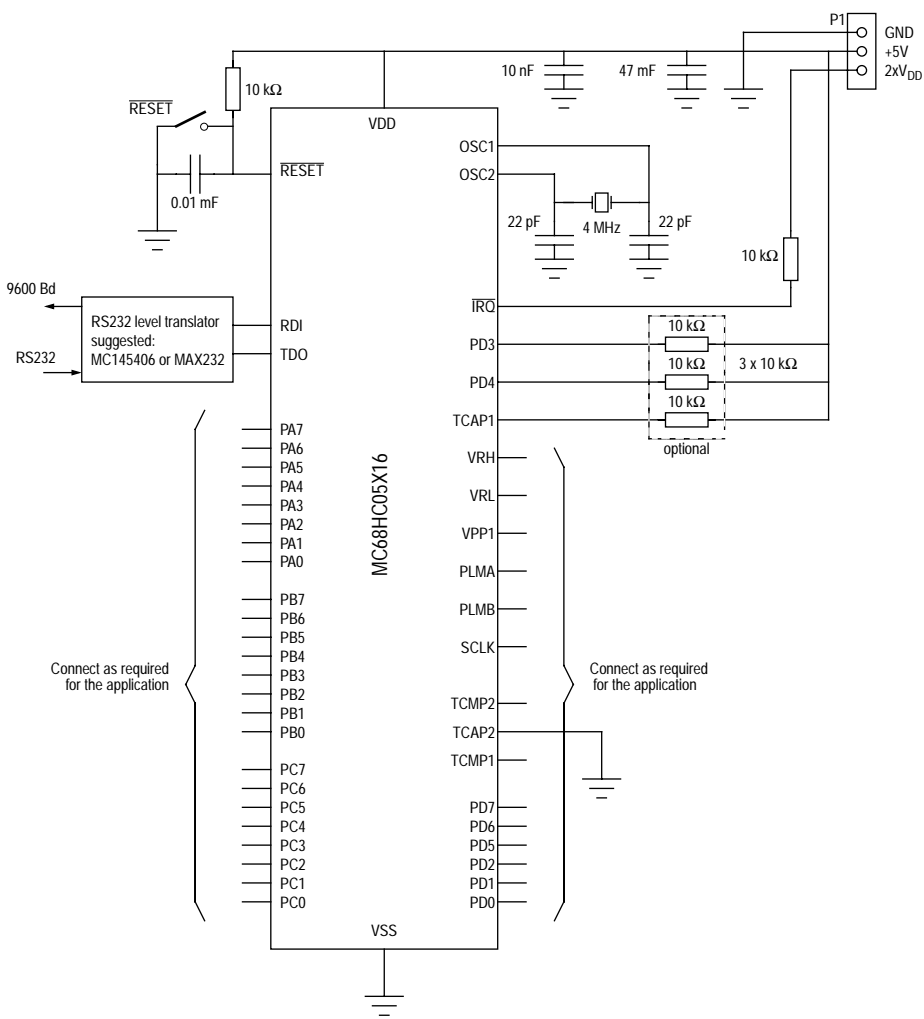 P1
GND
+5V
2xVDD
10 nF
47 mF
10 kΩ
RESET
0.01 mF
VDD
RESET
OSC1
OSC2
22 pF
4 MHz
22 pF
10 kΩ
IRQ
9600 Bd
RS232
RS232 level translator
suggested:
MC145406 or MAX232
RDI
TDO
PD3
PD4
TCAP1
10 kΩ
10 kΩ
10 kΩ
3 x 10 kΩ
optional
MC68HC05X16
PA7
PA6
PA5
PA4
PA3
PA2
PA1
PA0
PB7
PB6
PB5
PB4
PB3
PB2
PB1
PB0
PC7
PC6
PC5
PC4
PC3
PC2
PC1
PC0
Connect as required
for the application
VRH
VRL
VPP1
PLMA
PLMB
SCLK
TCMP2
TCAP2
TCMP1
PD7
PD6
PD5
PD2
PD1
PD0
Connect as required
for the application
VSS